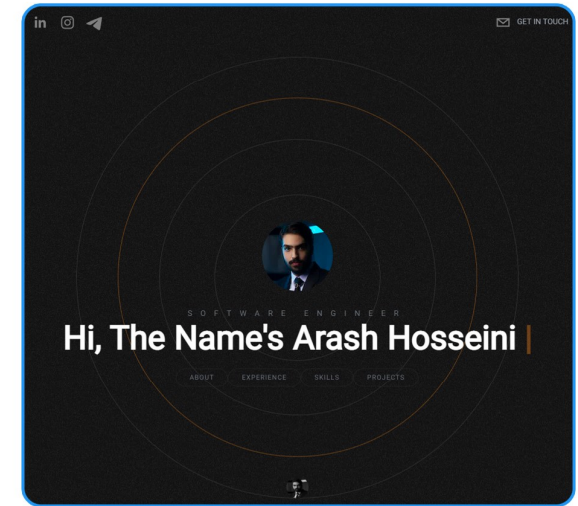 in
GET IN TOUCH
SOFTWARE ENGINEER
Hi, The Name's Arash Hosseini
ABOUT EXPERIENCE SKILLS PROJECTS